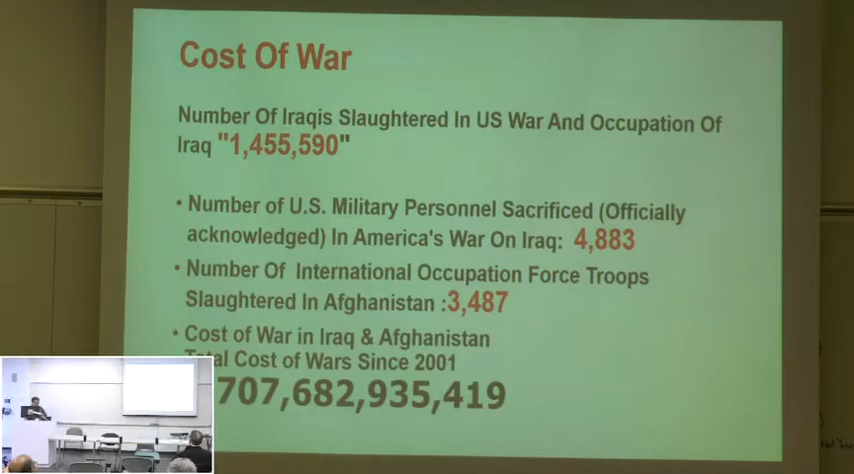 Cost Of War
Number Of Iraqis Slaughtered In US War And Occupation Of
Iraq "1,455,590"
• Number of U.S. Military Personnel Sacrificed (Officially
acknowledged) In America's War On Iraq: 4,883
• Number Of International Occupation Force Troops
Slaughtered In Afghanistan :3,487
• Cost of War in Iraq & Afghanistan
Total Cost of Wars Since 2001
707,682,935,419